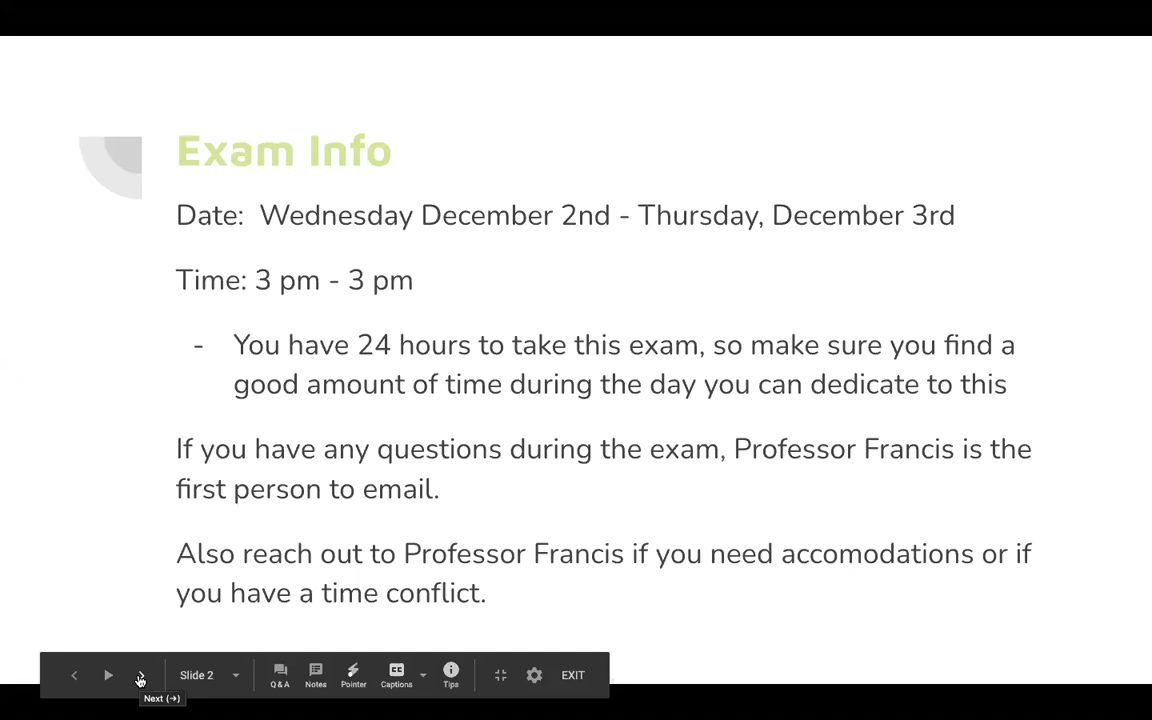 Exam Info
Date:  Wednesday December 2nd - Thursday, December 3rd
Time: 3 pm - 3 pm
- You have 24 hours to take this exam, so make sure you find a
good amount of time during the day you can dedicate to this
If you have any questions during the exam, Professor Francis is the
first person to email.
Also reach out to Professor Francis if you need accomodations or if
you have a time conflict.
Slide 2 Q & A Notes Pointer CC Captions Tips EXIT
Next (→)